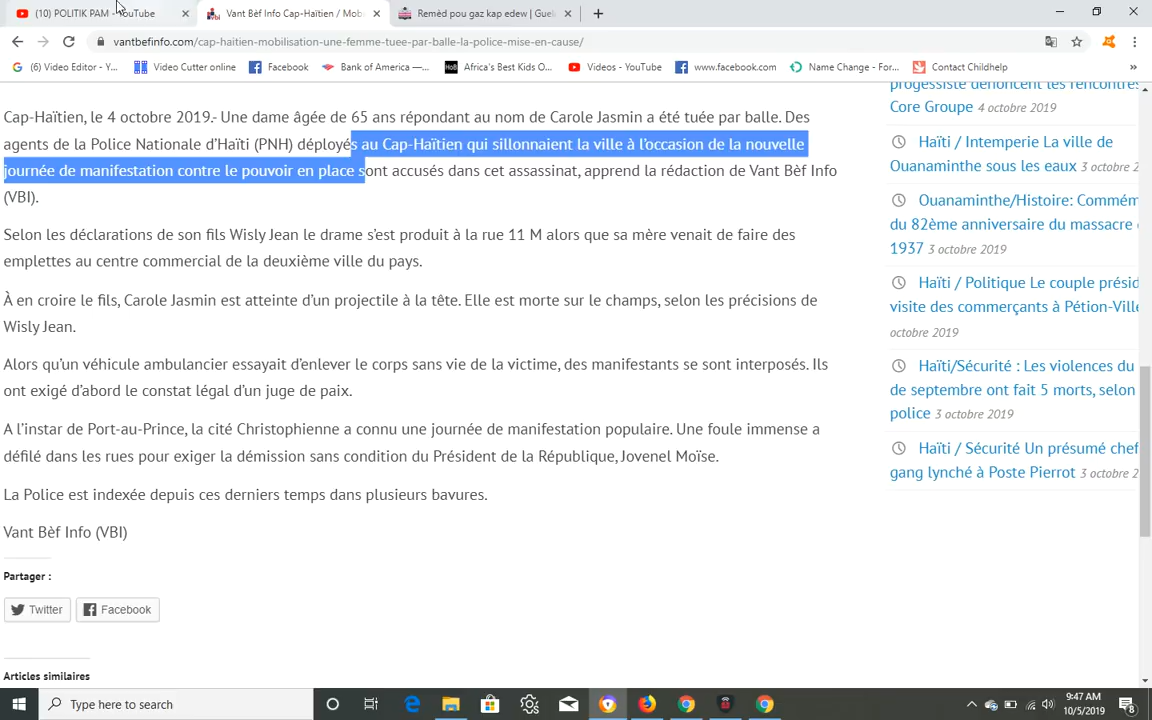 (10) POLITIK PAM - YouTube
Vant Bèf Info Cap-Haïtien / Mob
Remèd pou gaz kap edew | Guek
vantbefinfo.com/cap-haitien-mobilisation-une-femme-tuee-par-balle-la-police-mise-en-cause/
(6) Video Editor - Y...
Video Cutter online
Facebook
Bank of America —...
HoB
Africa's Best Kids O...
Videos - YouTube
www.facebook.com
Name Change - For...
Contact Childhelp
»
Cap-Haïtien, le 4 octobre 2019.- Une dame âgée de 65 ans répondant au nom de Carole Jasmin a été tuée par balle. Des
agents de la Police Nationale d'Haïti (PNH) déployés au Cap-Haïtien qui sillonnaient la ville à l'occasion de la nouvelle
journée de manifestation contre le pouvoir en place sont accusés dans cet assassinat, apprend la rédaction de Vant Bèf Info
(VBI).
Selon les déclarations de son fils Wisly Jean le drame s'est produit à la rue 11 M alors que sa mère venait de faire des
emplettes au centre commercial de la deuxième ville du pays.
À en croire le fils, Carole Jasmin est atteinte d'un projectile à la tête. Elle est morte sur le champs, selon les précisions de
Wisly Jean.
Alors qu'un véhicule ambulancier essayait d'enlever le corps sans vie de la victime, des manifestants se sont interposés. Ils
ont exigé d'abord le constat légal d'un juge de paix.
A l'instar de Port-au-Prince, la cité Christophienne a connu une journée de manifestation populaire. Une foule immense a
défilé dans les rues pour exiger la démission sans condition du Président de la République, Jovenel Moïse.
La Police est indexée depuis ces derniers temps dans plusieurs bavures.
Vant Bèf Info (VBI)
Partager :
Twitter
Facebook
Articles similaires
progessiste dénoncent les rencontres
Core Groupe 4 octobre 2019
Haïti / Intemperie La ville de
Ouanaminthe sous les eaux 3 octobre 2
Ouanaminthe/Histoire: Commém
du 82ème anniversaire du massacre
1937 3 octobre 2019
Haïti / Politique Le couple présid
visite des commerçants à Pétion-Ville
octobre 2019
Haïti/Sécurité : Les violences du
de septembre ont fait 5 morts, selon
police 3 octobre 2019
Haïti / Sécurité Un présumé chef
gang lynché à Poste Pierrot 3 octobre 2
Type here to search
9:47 AM
10/5/2019
8